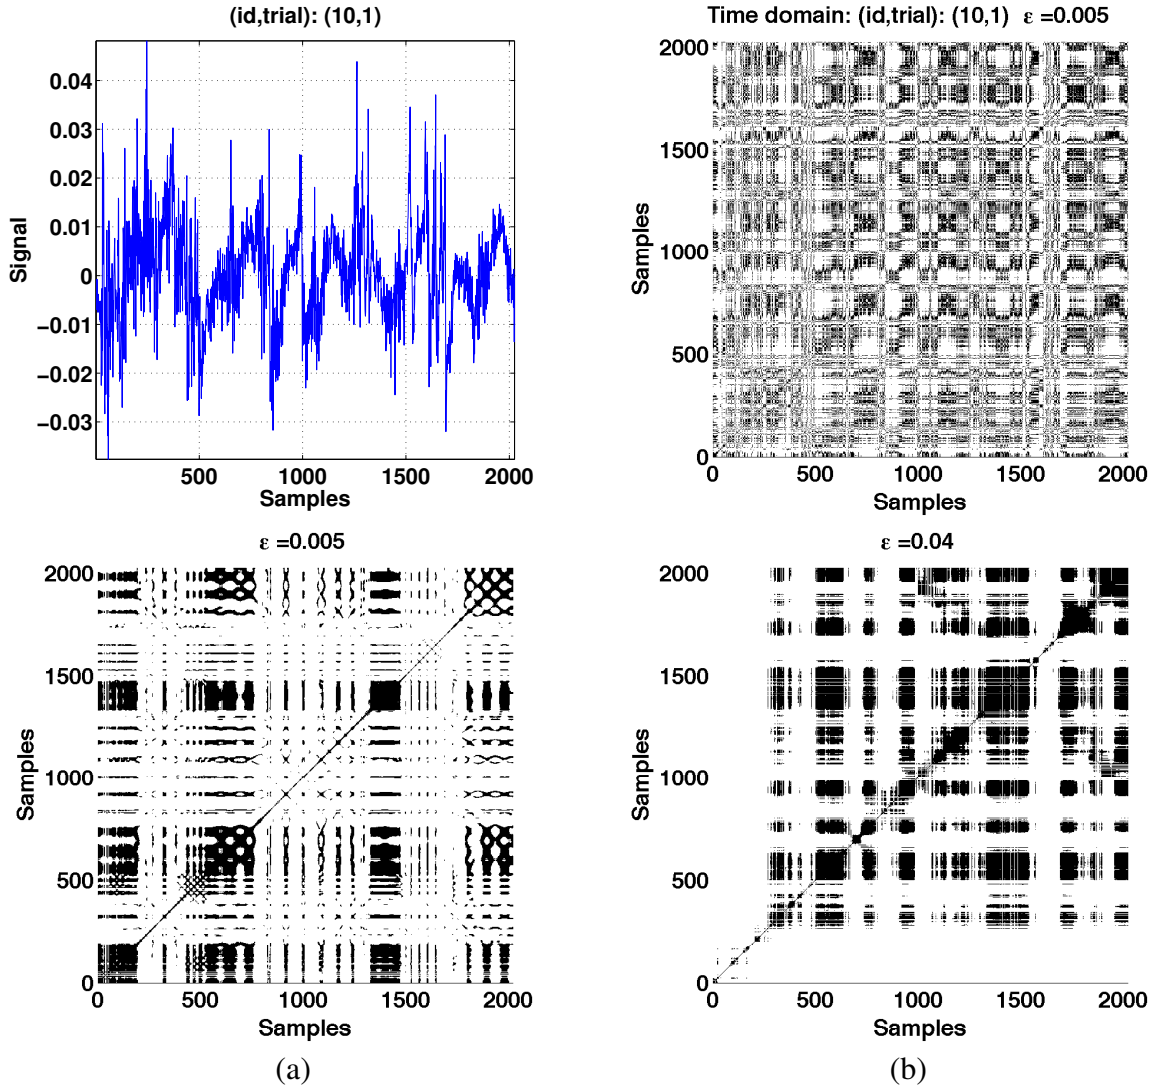 (id,trial): (10,1)
0.04
0.03
0.02
0.01
0
−0.01
−0.02
−0.03
Signal
500 1000 1500 2000
Samples
Time domain: (id,trial): (10,1) ε =0.005
2000
1500
1000
500
0
Samples
0 500 1000 1500 2000
Samples
ε =0.005
2000
1500
1000
500
0
Samples
0 500 1000 1500 2000
Samples
(a)
ε =0.04
2000
1500
1000
500
0
Samples
0 500 1000 1500 2000
Samples
(b)